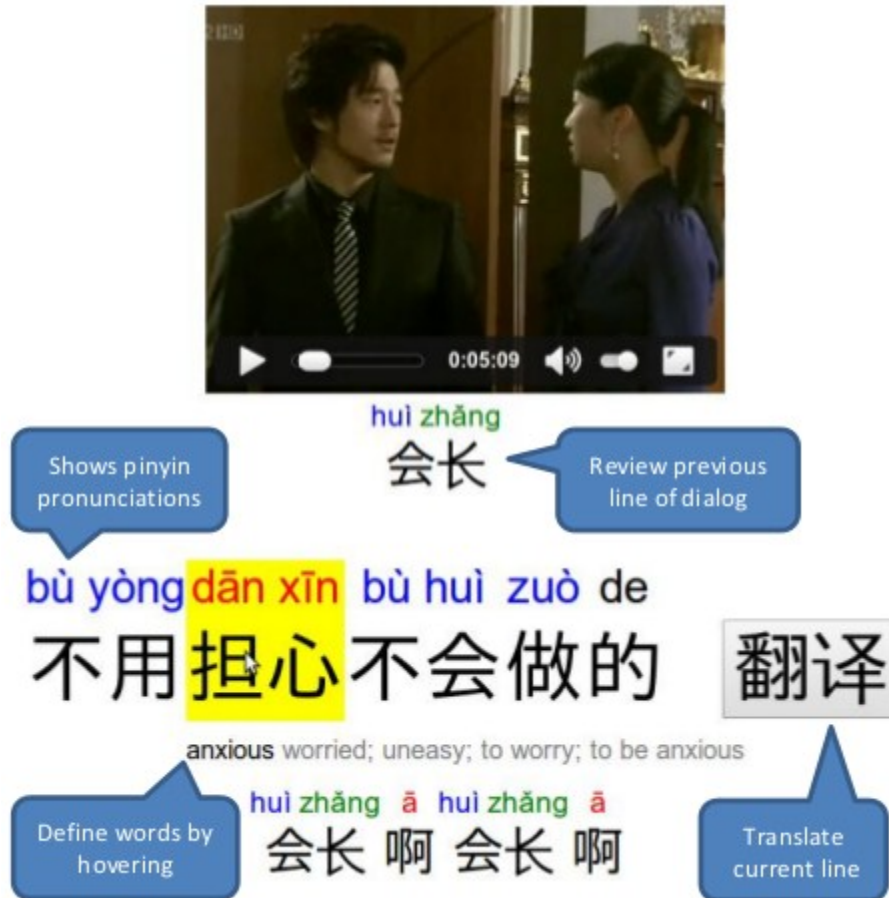 0:05:09
huì zhǎng
会长
Shows pinyin
pronunciations
Review previous
line of dialog
bù yòng dān xīn bù huì zuò de
不用担心不会做的
翻译
anxious worried; uneasy; to worry; to be anxious
Define words by
hovering
huì zhǎng ā huì zhǎng ā
会长 啊 会长 啊
Translate
current line